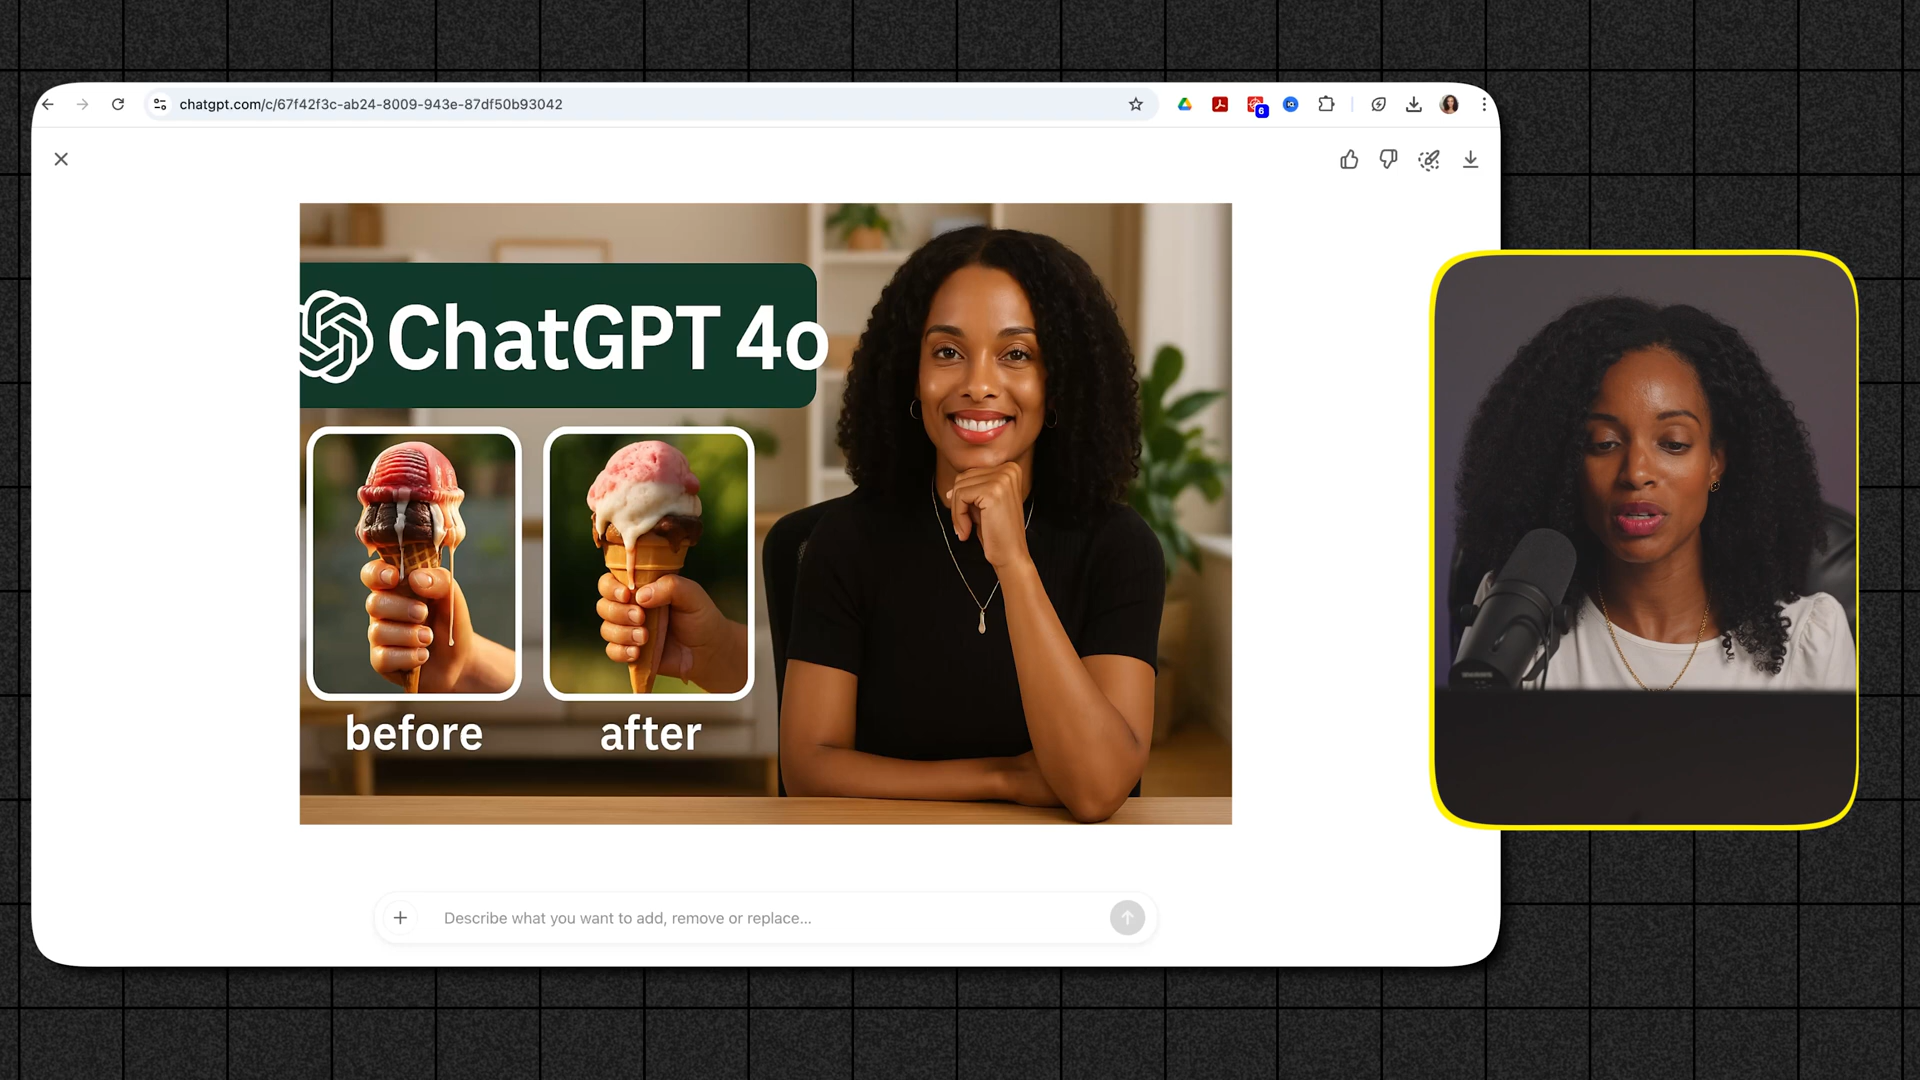 chatgpt.com/c/67f42f3c-ab24-8009-943e-87df50b93042
6
ChatGPT 4o
before
after
Describe what you want to add, remove or replace...